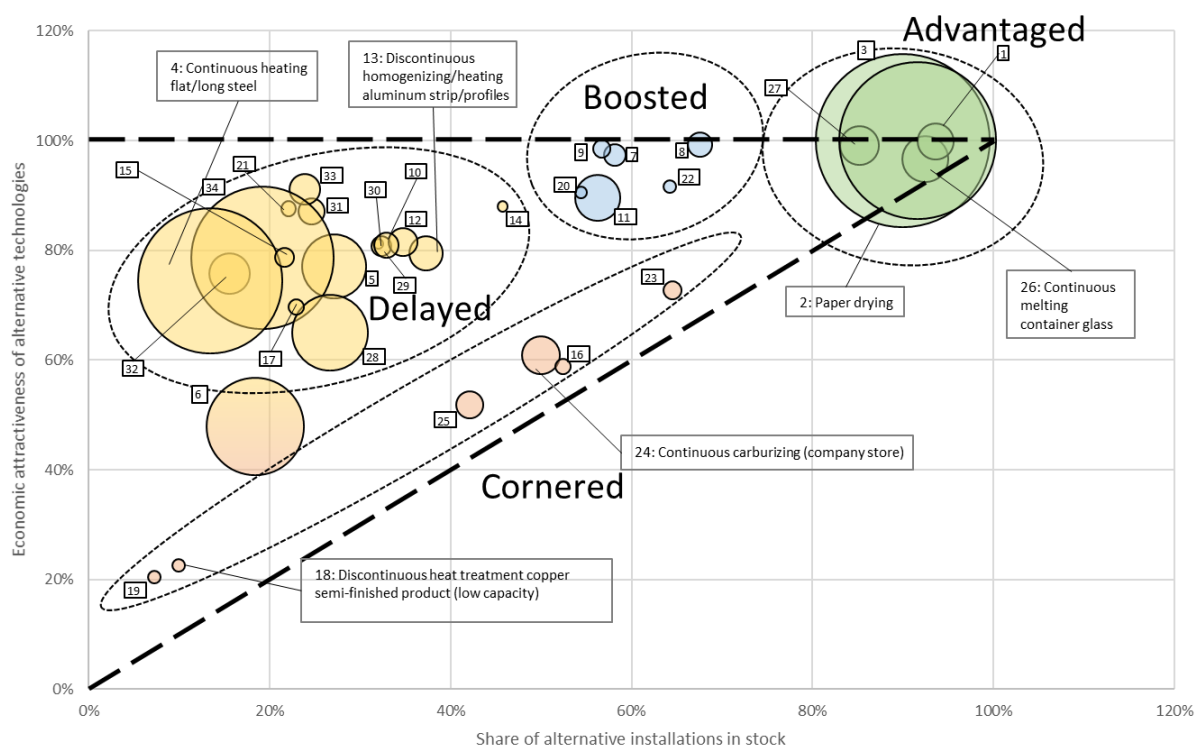 Advantaged
120%
4: Continuous heating
flat/long steel
13: Discontinuous
homogenizing/heating
aluminum strip/profiles
3
1
Boosted
27
100%
9
7
8
15
21
34
33
30
10
20
22
31
12
14
11
80%
5
29
Delayed
23
26: Continuous
melting
container glass
2: Paper drying
32
17
28
60%
16
6
25
24: Continuous carburizing (company store)
40%
Cornered
20%
19
18: Discontinuous heat treatment copper
semi-finished product (low capacity)
0%
0%
20%
40%
60%
80%
100%
120%
Share of alternative installations in stock
Economic attractiveness of alternative technologies